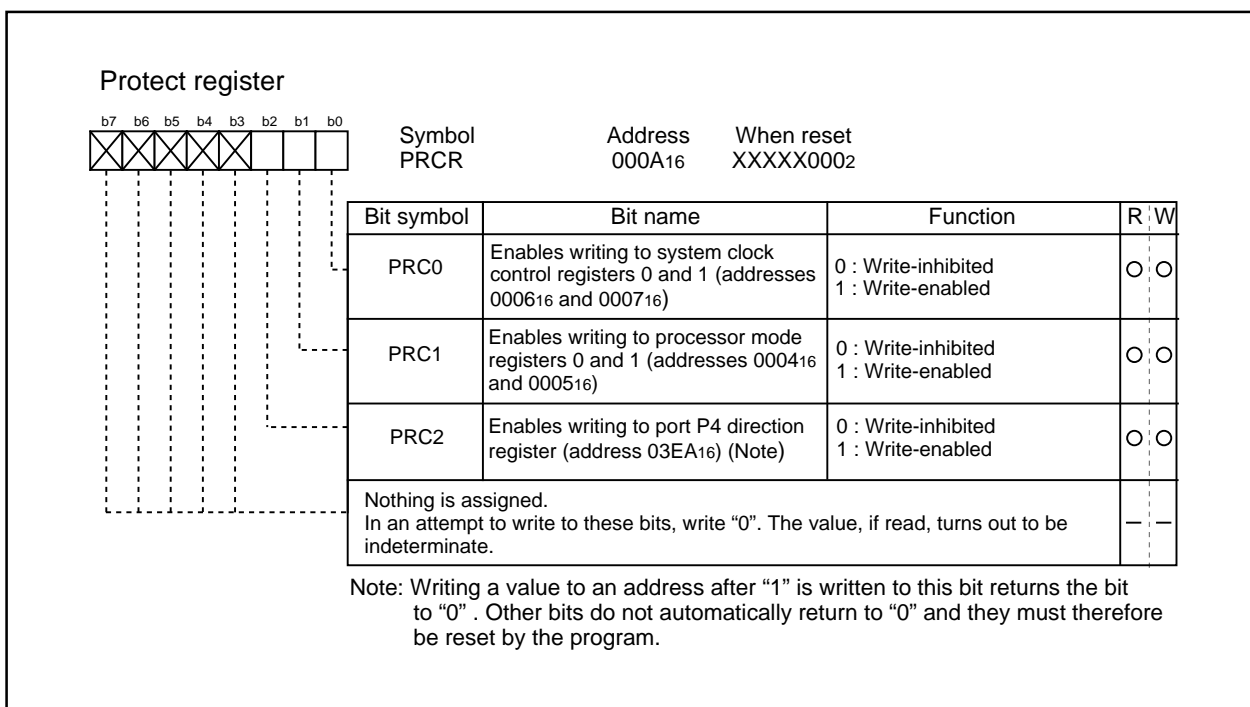 Protect register
b7 b6 b5 b4 b3 b2 b1 b0
Symbol Address When reset
PRCR 000A16 XXXXX0002
Bit symbol Bit name Function R W
PRC0
Enables writing to system clock
control registers 0 and 1 (addresses
000616 and 000716)
0 : Write-inhibited
1 : Write-enabled
PRC1
Enables writing to processor mode
registers 0 and 1 (addresses 000416
and 000516)
0 : Write-inhibited
1 : Write-enabled
PRC2
Enables writing to port P4 direction
register (address 03EA16) (Note)
0 : Write-inhibited
1 : Write-enabled
Nothing is assigned.
In an attempt to write to these bits, write “0”. The value, if read, turns out to be
indeterminate.
Note: Writing a value to an address after “1” is written to this bit returns the bit
to “0” . Other bits do not automatically return to “0” and they must therefore
be reset by the program.